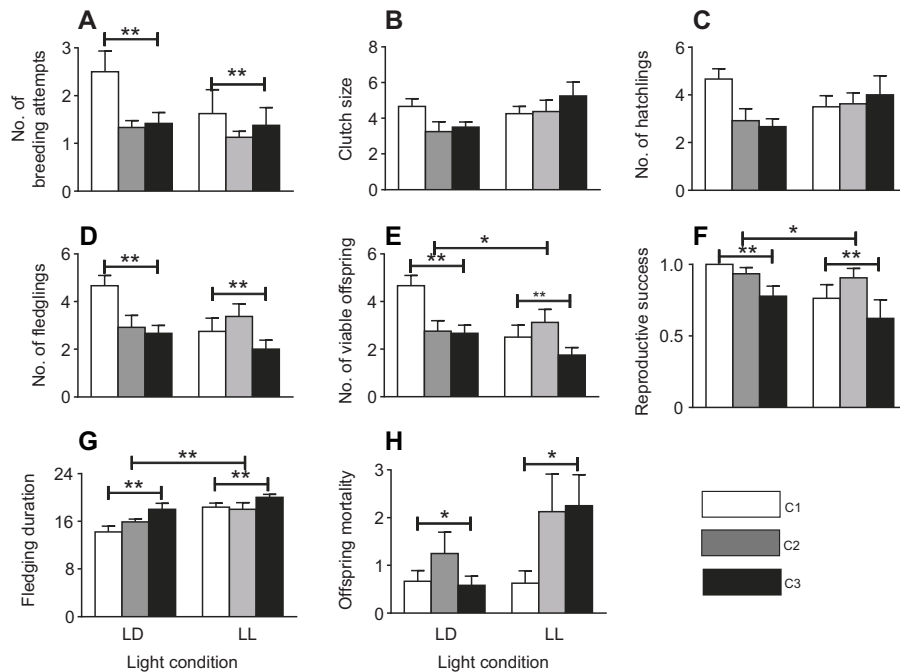 A
No. of
breeding attempts
3
2
1
0
**
**
B
Clutch size
6
4
2
0
C
No. of hatchlings
6
4
2
0
D
No. of fledglings
6
4
2
0
**
**
E
No. of viable offspring
6
4
2
0
*
**
**
F
Reproductive success
1.0
0.5
0
*
**
**
G
Fledging duration
24
16
8
0
**
**
**
LD LL
Light condition
H
Offspring mortality
3
2
1
0
*
*
LD LL
Light condition
C1
C2
C3